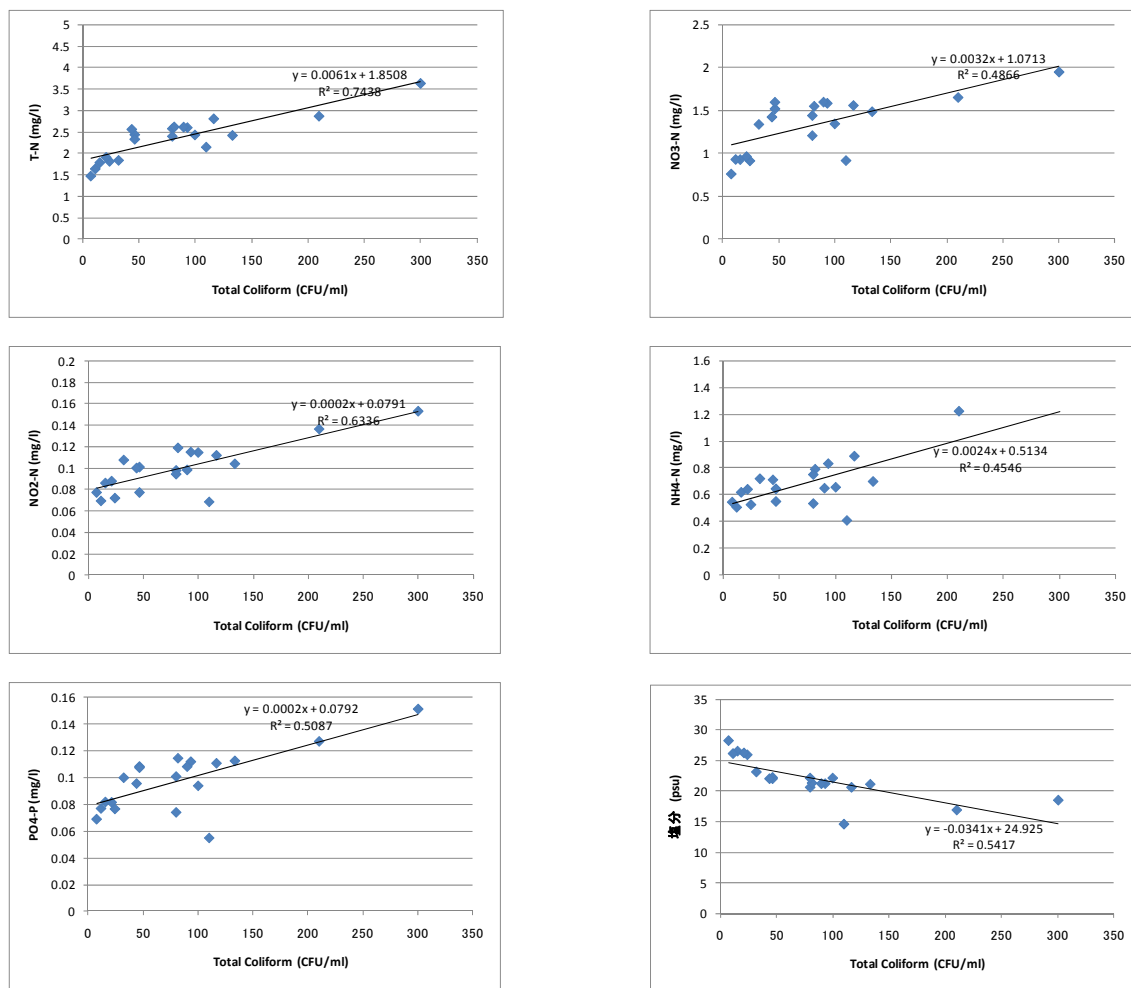 5
4.5
4
3.5
3
2.5
2
1.5
1
0.5
0
T-N (mg/l)
y = 0.0061x + 1.8508
R² = 0.7438
0 50 100 150 200 250 300 350
Total Coliform (CFU/ml)
2.5
2
1.5
1
0.5
0
NO3-N (mg/l)
y = 0.0032x + 1.0713
R² = 0.4866
0 50 100 150 200 250 300 350
Total Coliform (CFU/ml)
0.2
0.18
0.16
0.14
0.12
0.1
0.08
0.06
0.04
0.02
0
NO2-N (mg/l)
y = 0.0002x + 0.0791
R² = 0.6336
0 50 100 150 200 250 300 350
Total Coliform (CFU/ml)
1.6
1.4
1.2
1
0.8
0.6
0.4
0.2
0
NH4-N (mg/l)
y = 0.0024x + 0.5134
R² = 0.4546
0 50 100 150 200 250 300 350
Total Coliform (CFU/ml)
0.16
0.14
0.12
0.1
0.08
0.06
0.04
0.02
0
PO4-P (mg/l)
y = 0.0002x + 0.0792
R² = 0.5087
0 50 100 150 200 250 300 350
Total Coliform (CFU/ml)
35
30
25
20
15
10
5
0
塩分 (psu)
y = -0.0341x + 24.925
R² = 0.5417
0 50 100 150 200 250 300 350
Total Coliform (CFU/ml)